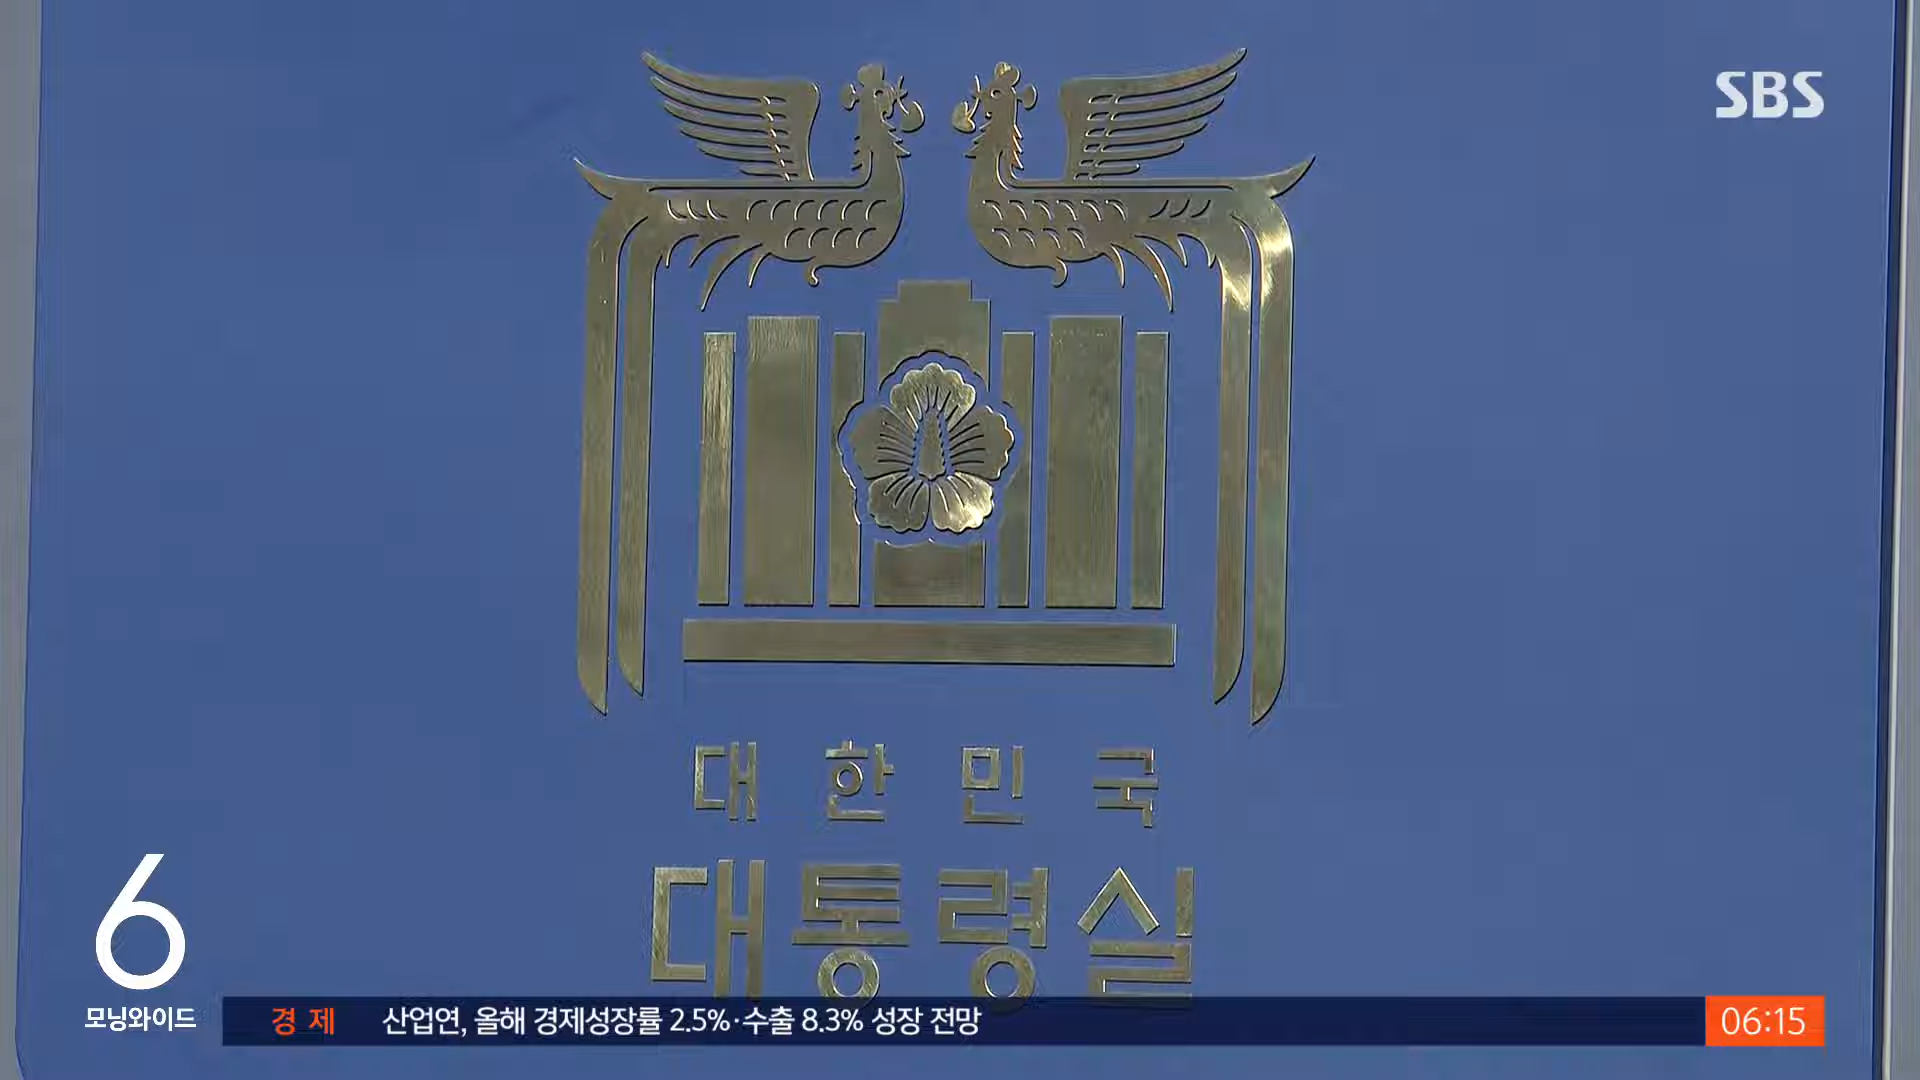 SBS
대한민국
대통령실
6
모닝와이드
경제 산업연, 올해 경제성장률 2.5%·수출 8.3% 성장 전망 06:15